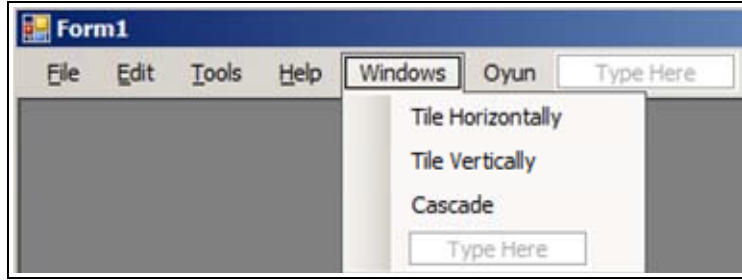 Form1
File Edit Tools Help Windows Oyun Type Here
Tile Horizontally
Tile Vertically
Cascade
Type Here